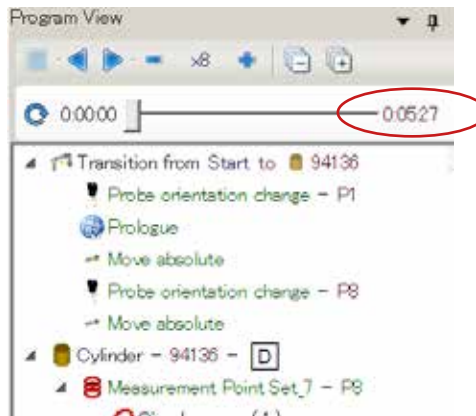 Program View
x8
0:00:00 0:05:27
Transition from Start to 94136
Probe orientation change - P1
Prologue
Move absolute
Probe orientation change - P8
Move absolute
Cylinder - 94136 - D
Measurement Point Set_7 - P8